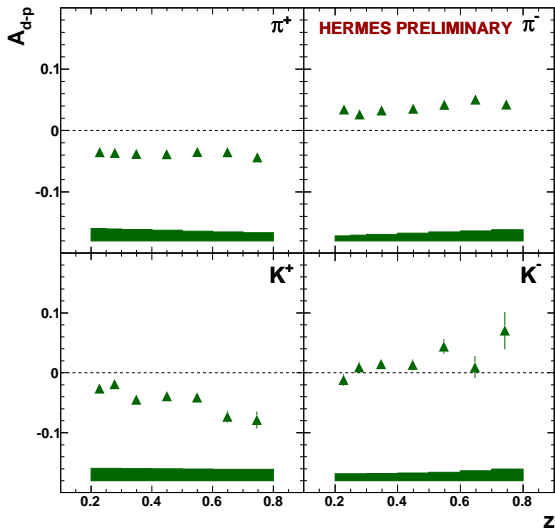 A_{d-p}
π⁺
HERMES PRELIMINARY π⁻
0.1
0
-0.1
K⁺
K⁻
0.1
0
-0.1
0.2 0.4 0.6 0.8 0.2 0.4 0.6 0.8
z